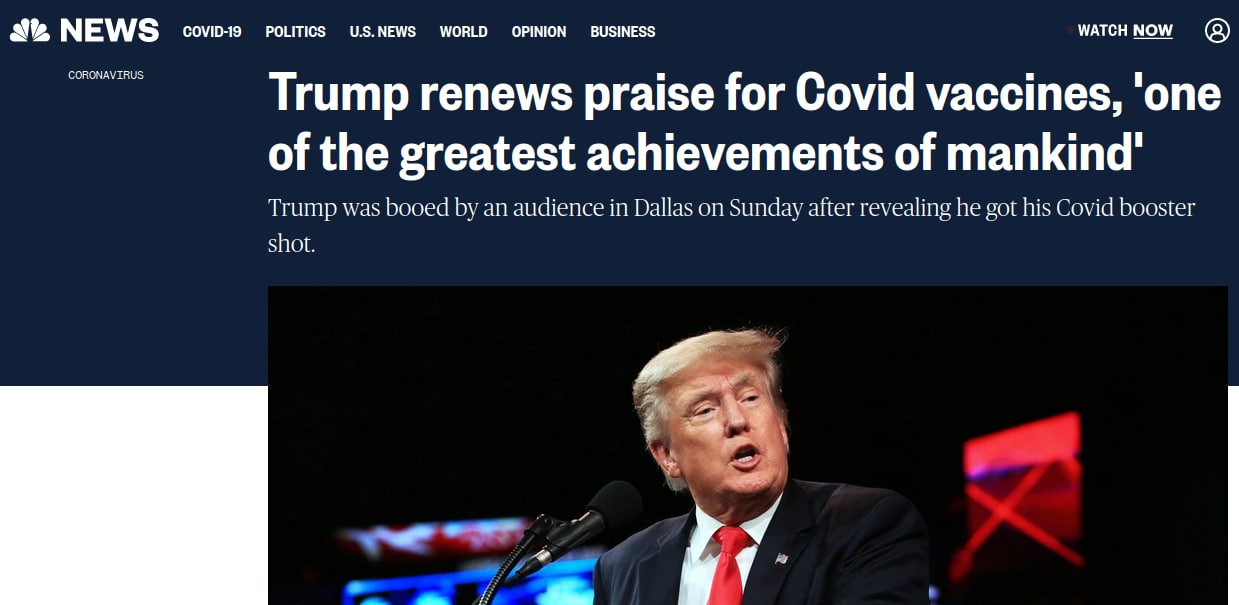 NEWS COVID-19 POLITICS U.S. NEWS WORLD OPINION BUSINESS WATCH NOW
CORONAVIRUS
Trump renews praise for Covid vaccines, 'one
of the greatest achievements of mankind'
Trump was booed by an audience in Dallas on Sunday after revealing he got his Covid booster
shot.